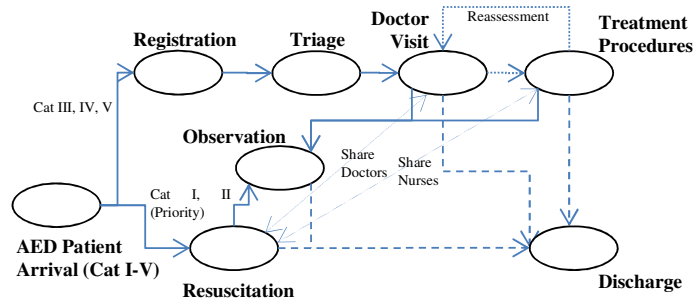 Doctor
Visit
Reassessment
Treatment
Procedures
Registration
Triage
Cat III, IV, V
Observation
Share
Doctors
Share
Nurses
Cat I, II
(Priority)
AED Patient
Arrival (Cat I-V)
Resuscitation
Discharge